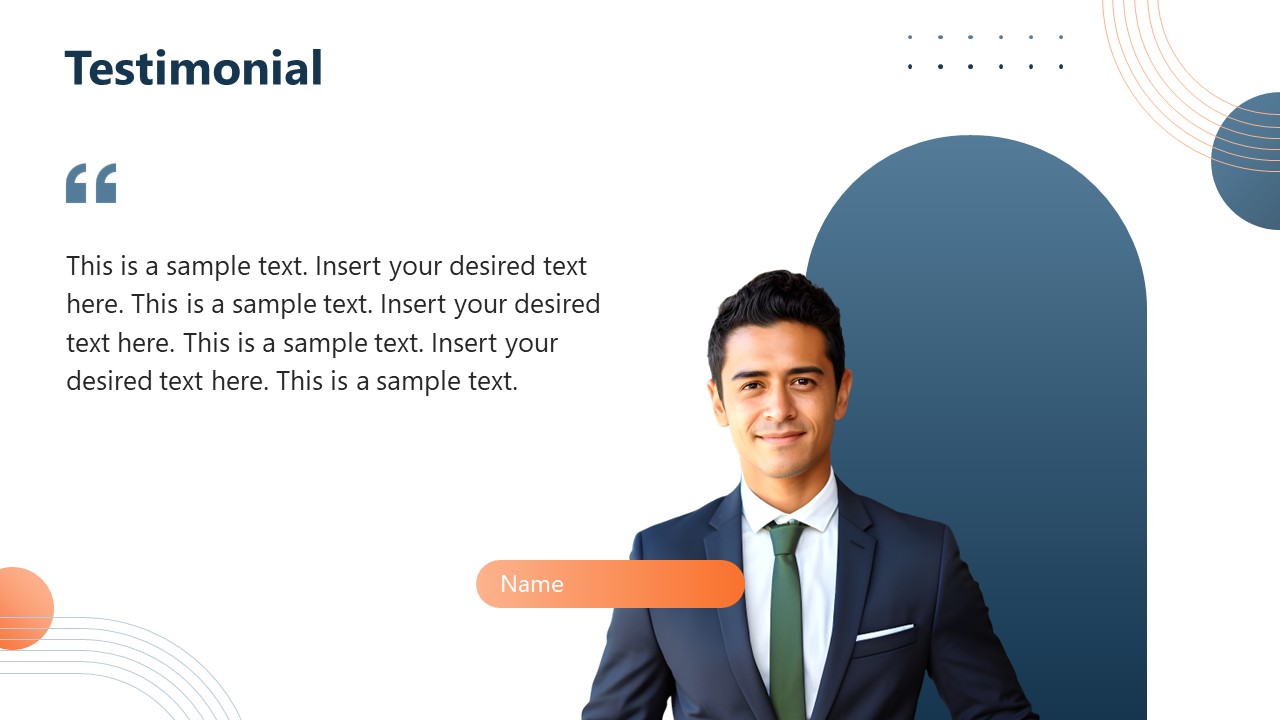 Testimonial
“
This is a sample text. Insert your desired text
here. This is a sample text. Insert your desired
text here. This is a sample text. Insert your
desired text here. This is a sample text.
Name